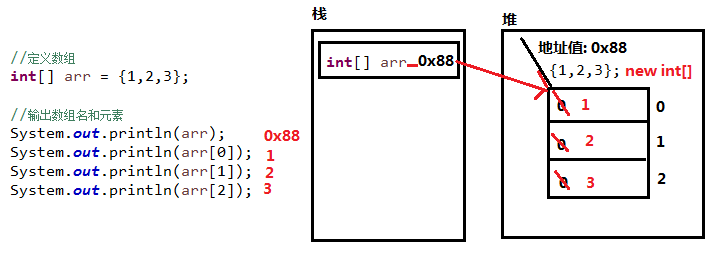 //定义数组
int[] arr = {1,2,3};
//输出数组名和元素
System.out.println(arr); 0x88
System.out.println(arr[0]); 1
System.out.println(arr[1]); 2
System.out.println(arr[2]); 3
栈
int[] arr 0x88
堆
地址值: 0x88
{1,2,3}; new int[]
0 1 0
0 2 1
0 3 2